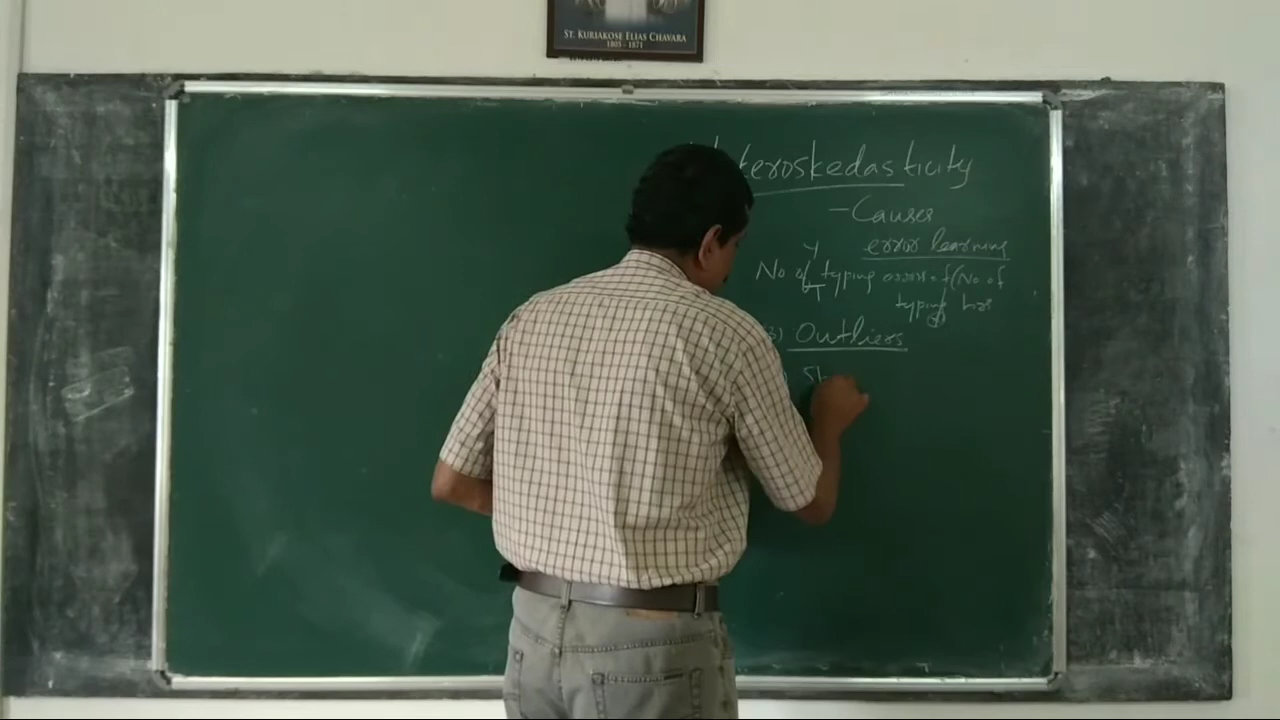 ST. KURIAKOSE ELIAS CHAVARA
1805-1871
teroskedasticity
- Causes
error learning
Y
No of typing errors = f (No of
typing hrs
3) Outliers